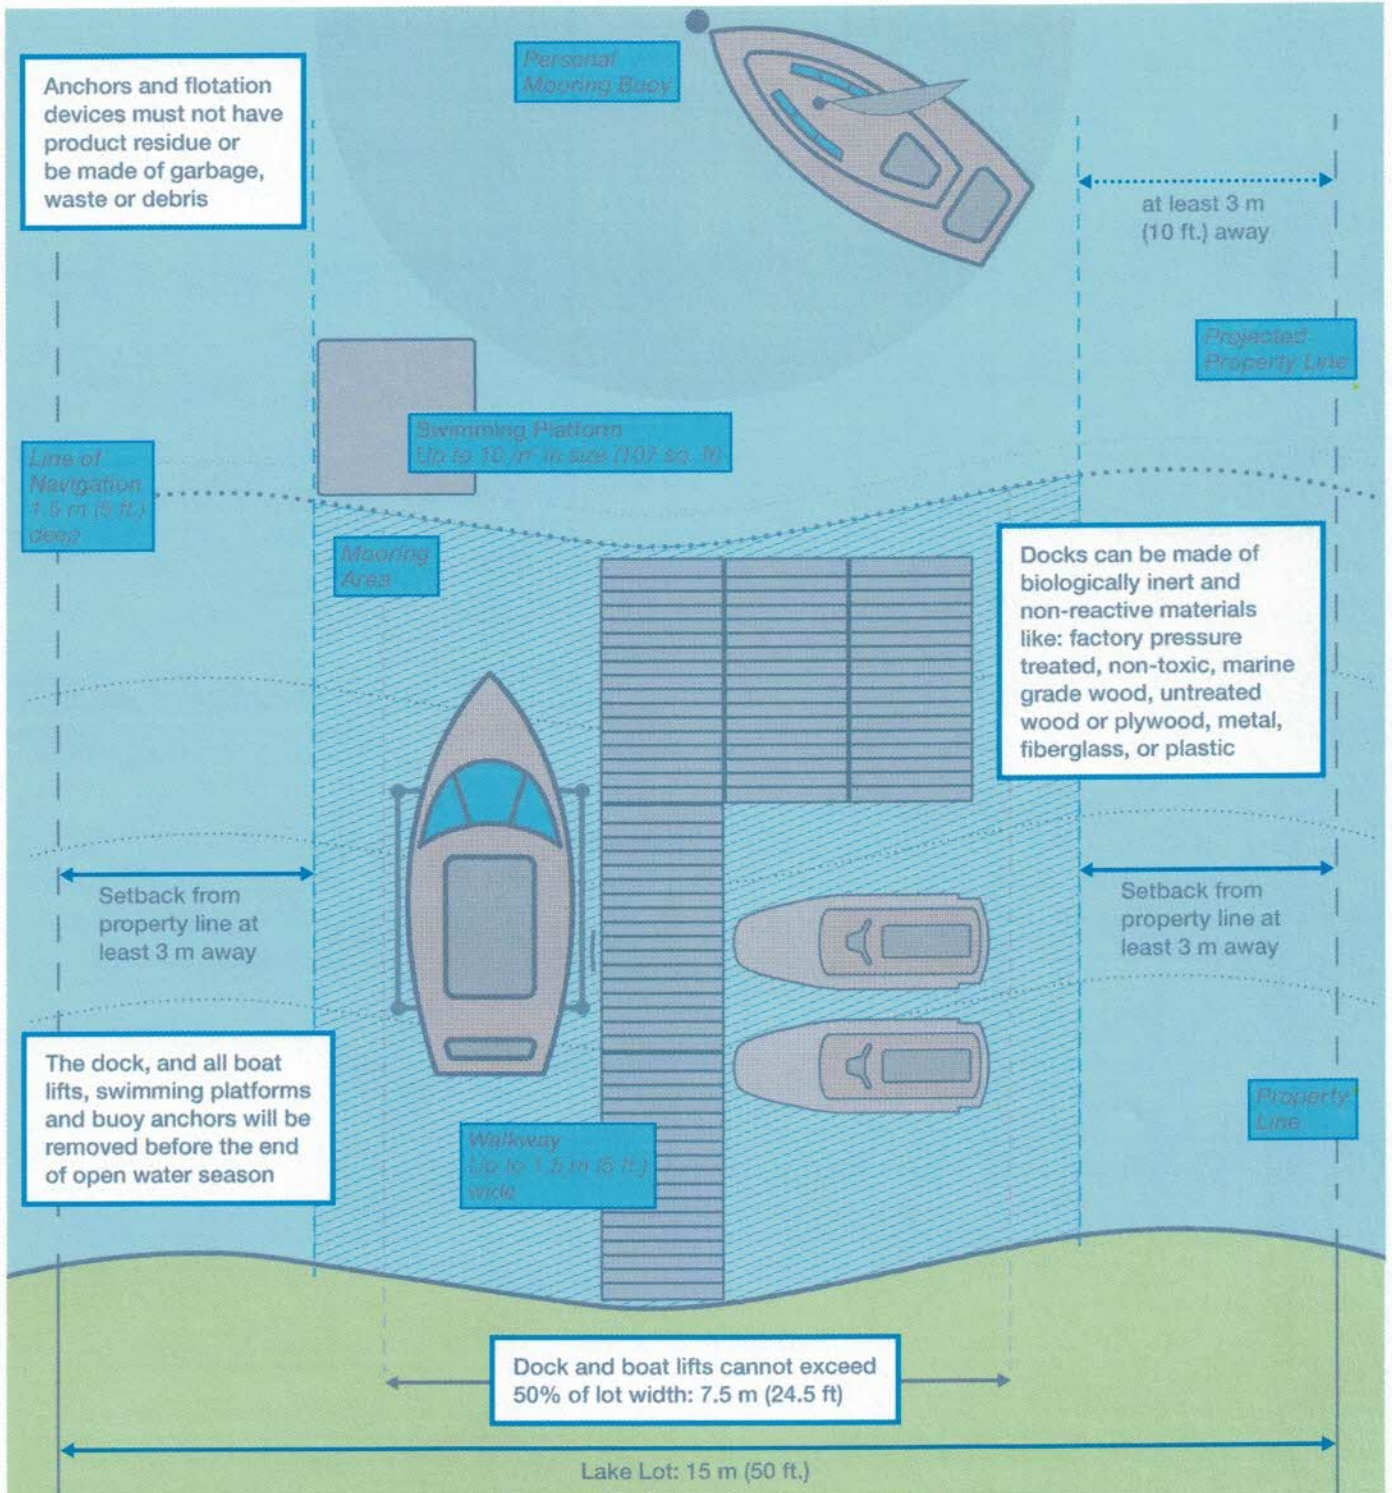 Personal
Mooring Buoy
Anchors and flotation
devices must not have
product residue or
be made of garbage,
waste or debris
at least 3 m
(10 ft.) away
Projected
Property Line
Swimming Platform
Up to 10 m² in size (107 sq. ft)
Line of
Navigation
1.5 m (5 ft.)
deep
Mooring
Area
Docks can be made of
biologically inert and
non-reactive materials
like: factory pressure
treated, non-toxic, marine
grade wood, untreated
wood or plywood, metal,
fiberglass, or plastic
Setback from
property line at
least 3 m away
Setback from
property line at
least 3 m away
The dock, and all boat
lifts, swimming platforms
and buoy anchors will be
removed before the end
of open water season
Property
Line
Walkway
Up to 1.5 m (5 ft.)
wide
Dock and boat lifts cannot exceed
50% of lot width: 7.5 m (24.5 ft)
Lake Lot: 15 m (50 ft.)